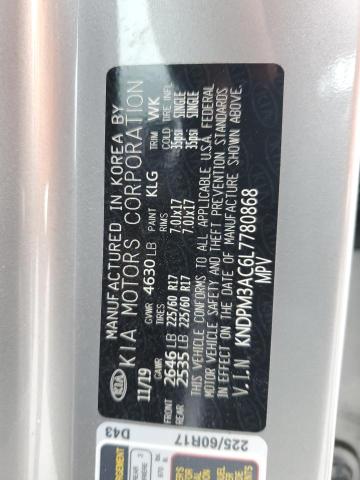 MANUFACTURED IN KOREA BY
KIA MOTORS CORPORATION
11/19 GVWR 4630 LB PAINT KLG TRIM WK
GAWR TIRES RIMS COLD TIRE INFL
FRONT 2646 LB 225/60 R17 7.0Jx17 35psi SINGLE
REAR 2535 LB 225/60 R17 7.0Jx17 35psi SINGLE
THIS VEHICLE CONFORMS TO ALL APPLICABLE U.S.A. FEDERAL
MOTOR VEHICLE SAFETY AND THEFT PREVENTION STANDARDS
IN EFFECT ON THE DATE OF MANUFACTURE SHOWN ABOVE.
V.I.N: KNDPM3AC6L7780868
MPV
D43
225/60R17